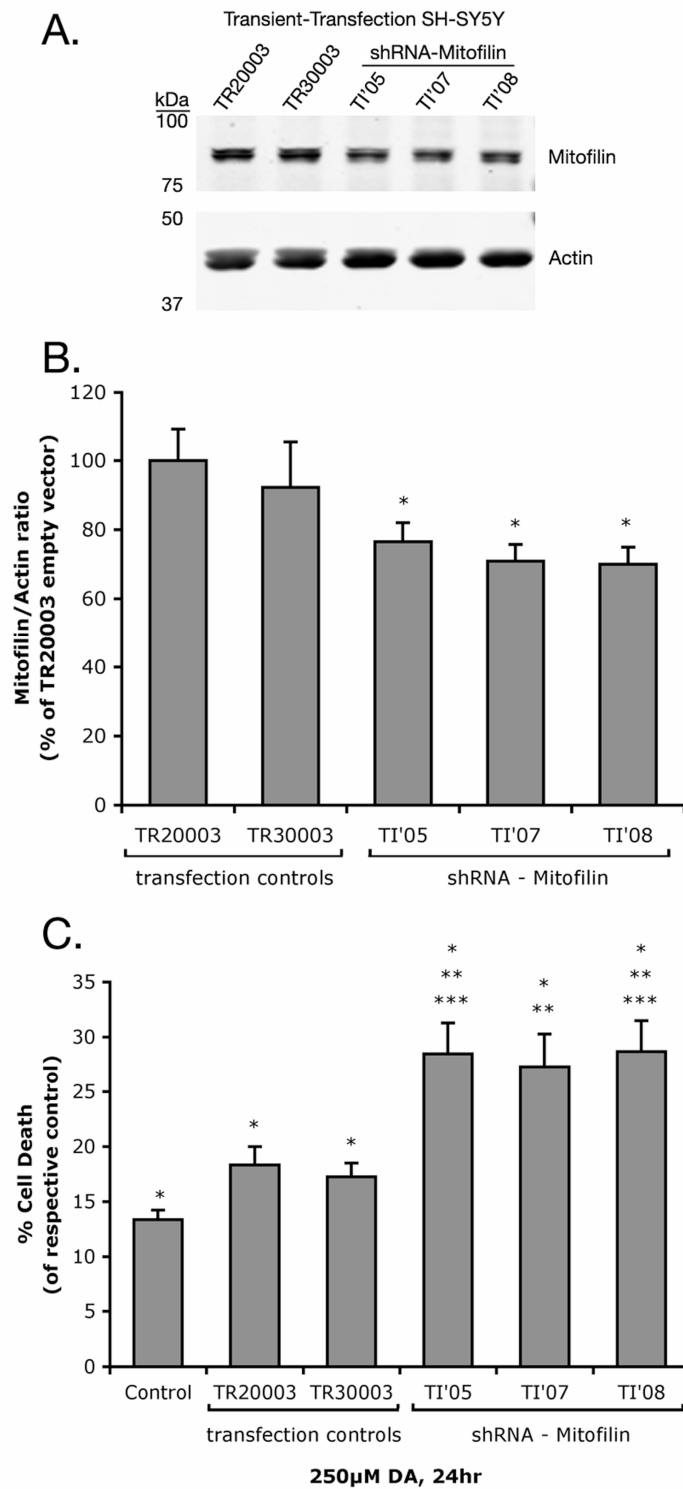 A.
Transient-Transfection SH-SY5Y
shRNA-Mitofilin
kDa TR20003 TR30003 TI'05 TI'07 TI'08
100
Mitofilin
75
50
Actin
37
B.
120
100
80
60
40
20
0
Mitofilin/Actin ratio
(% of TR20003 empty vector)
* * *
TR20003 TR30003 TI'05 TI'07 TI'08
transfection controls shRNA - Mitofilin
C.
35
30
25
20
15
10
5
0
% Cell Death
(of respective control)
* * *
** ** **
*** ***
* * *
Control TR20003 TR30003 TI'05 TI'07 TI'08
transfection controls shRNA - Mitofilin
250µM DA, 24hr